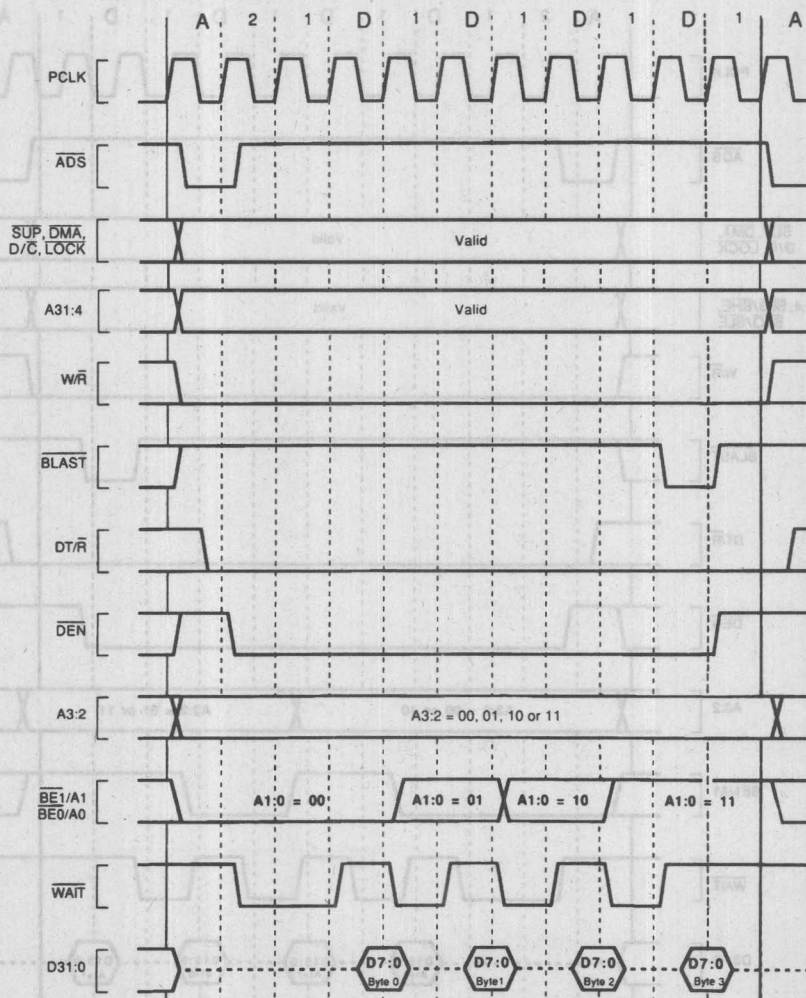 A 2 1 D 1 D 1 D 1 D 1 A
PCLK
ADS
SUP, DMA,
D/C, LOCK
Valid
A31:4
Valid
W/R
BLAST
DT/R
DEN
A3:2
A3:2 = 00, 01, 10 or 11
BE1/A1
BE0/A0
A1:0 = 00
A1:0 = 01
A1:0 = 10
A1:0 = 11
WAIT
D31:0
D7:0
Byte 0
D7:0
Byte1
D7:0
Byte 2
D7:0
Byte 3